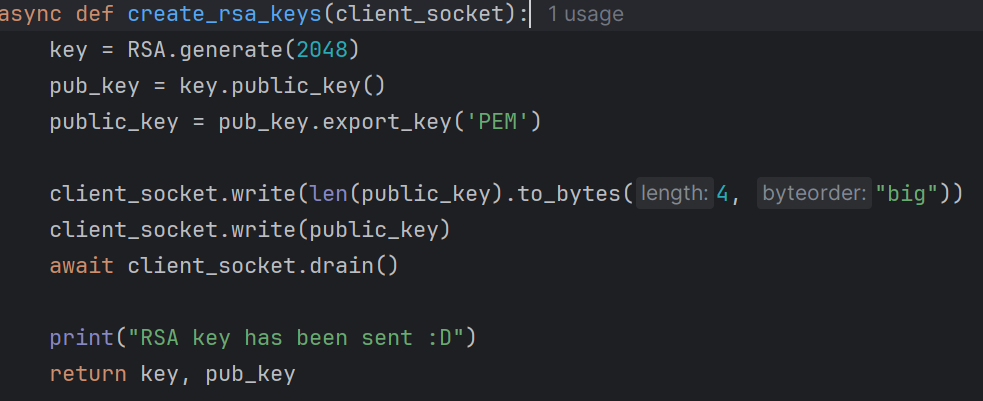 async def create_rsa_keys(client_socket): 1 usage
    key = RSA.generate(2048)
    pub_key = key.public_key()
    public_key = pub_key.export_key('PEM')

    client_socket.write(len(public_key).to_bytes( length: 4, byteorder: "big"))
    client_socket.write(public_key)
    await client_socket.drain()

    print("RSA key has been sent :D")
    return key, pub_key